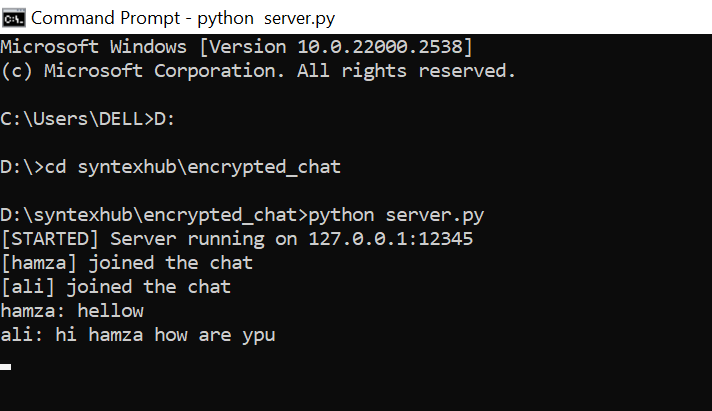 Command Prompt - python  server.py
Microsoft Windows [Version 10.0.22000.2538]
(c) Microsoft Corporation. All rights reserved.
C:\Users\DELL>D:
D:\>cd syntexhub\encrypted_chat
D:\syntexhub\encrypted_chat>python server.py
[STARTED] Server running on 127.0.0.1:12345
[hamza] joined the chat
[ali] joined the chat
hamza: hellow
ali: hi hamza how are ypu